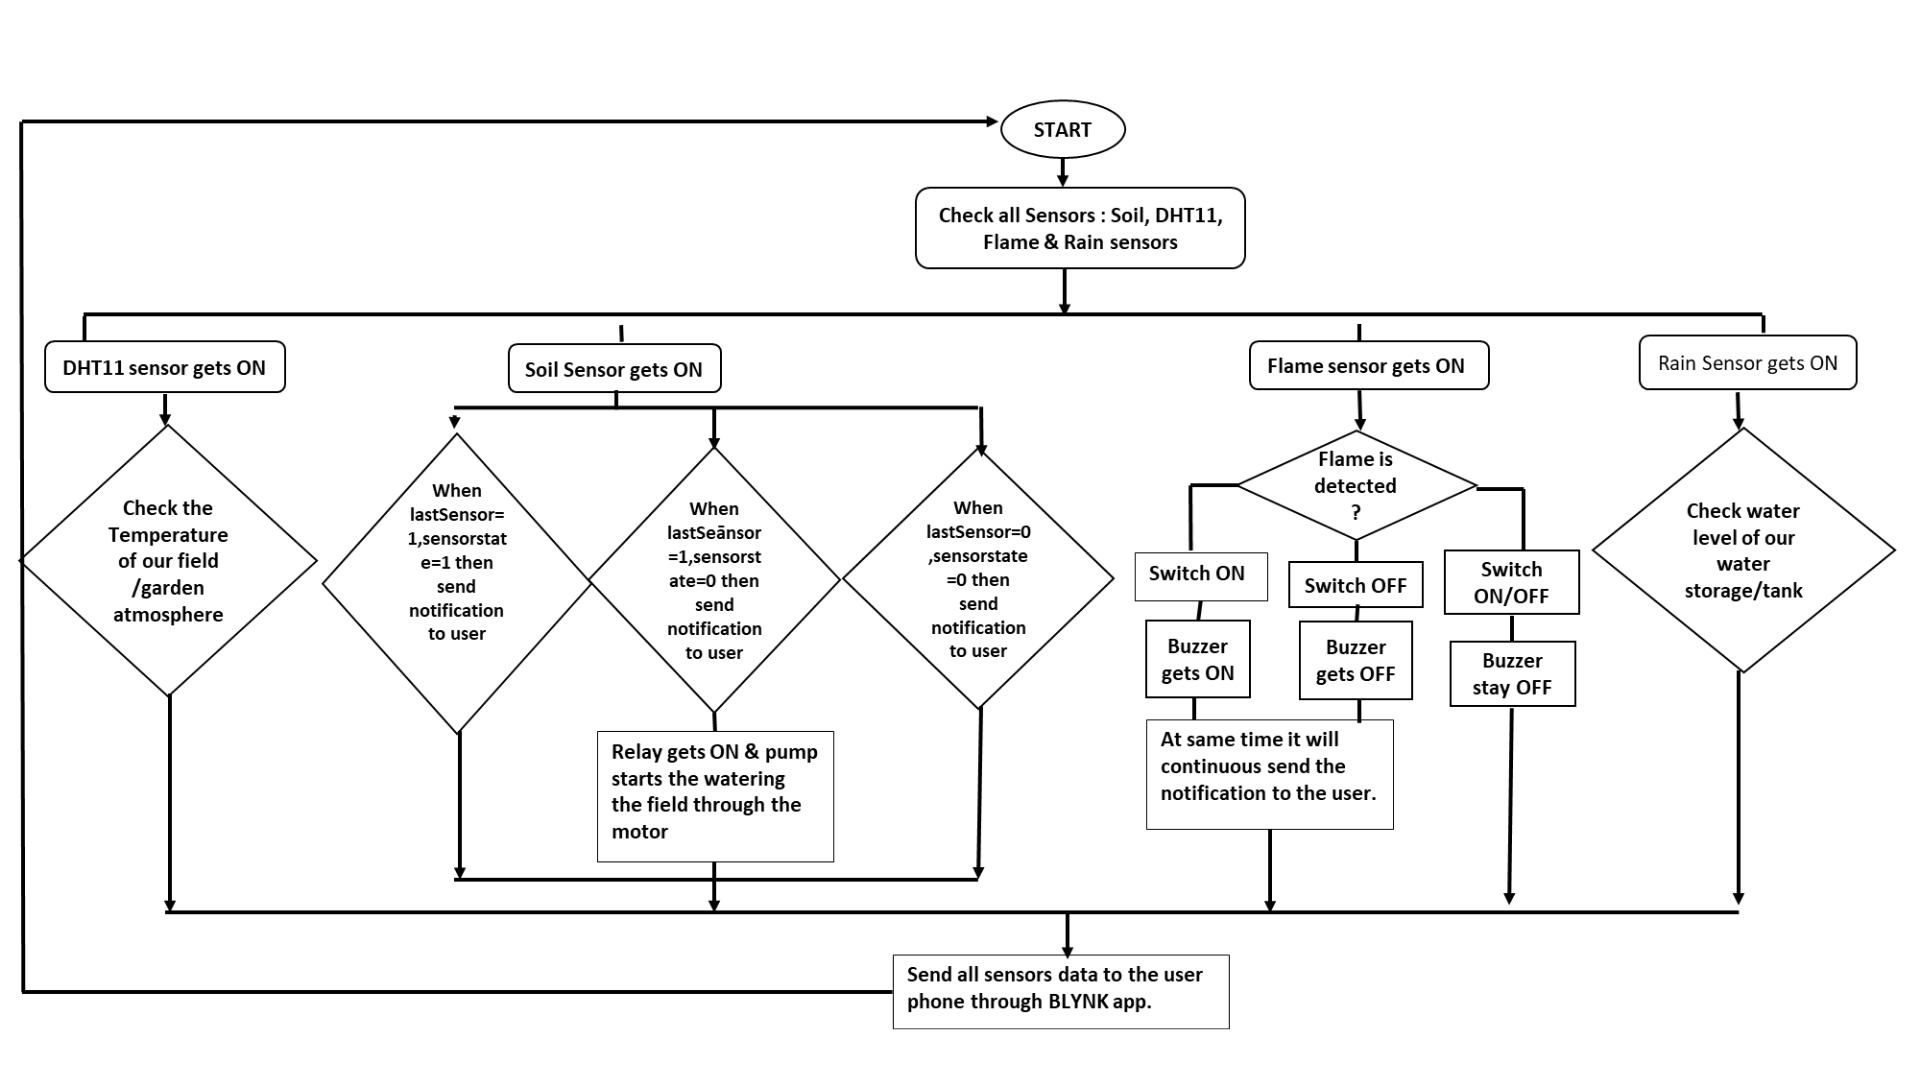 START
Check all Sensors : Soil, DHT11,
Flame & Rain sensors
DHT11 sensor gets ON
Soil Sensor gets ON
Flame sensor gets ON
Rain Sensor gets ON
Check the
Temperature
of our field
/garden
atmosphere
When
lastSensor=
1,sensorstat
e=1 then
send
notification
to user
When
lastSeānsor
=1,sensorst
ate=0 then
send
notification
to user
Relay gets ON & pump
starts the watering
the field through the
motor
When
lastSensor=0
,sensorstate
=0 then
send
notification
to user
Flame is
detected
?
Switch ON
Buzzer
gets ON
Switch OFF
Buzzer
gets OFF
Switch
ON/OFF
Buzzer
stay OFF
At same time it will
continuous send the
notification to the user.
Check water
level of our
water
storage/tank
Send all sensors data to the user
phone through BLYNK app.